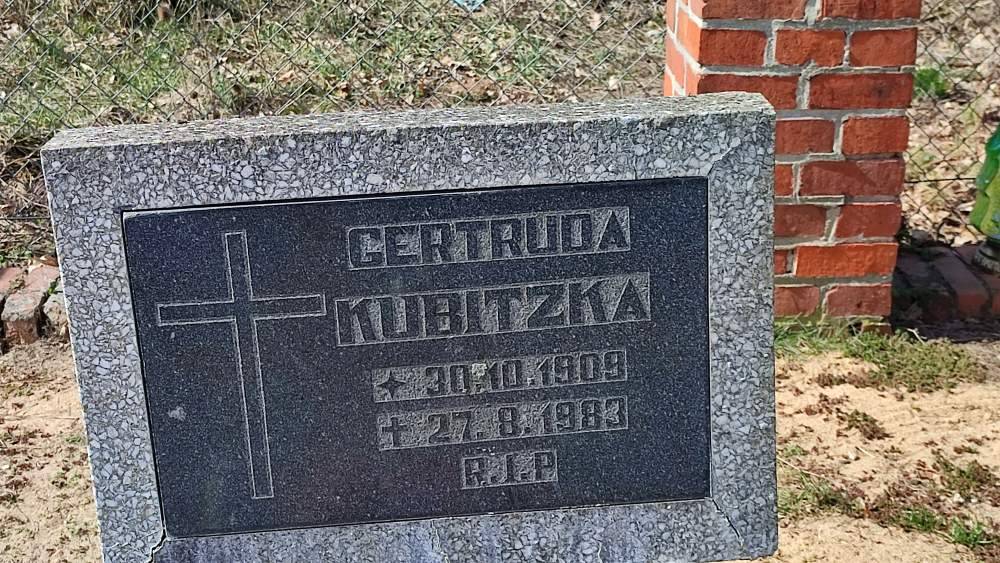 GERTRUDA
KUBITZKA
✦ 30.10.1909
✝ 27.8.1983
R.I.P